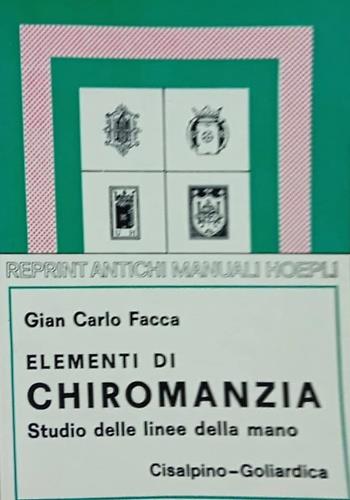 REPRINT ANTICHI MANUALI HOEPLI
Gian Carlo Facca
ELEMENTI DI
CHIROMANZIA
Studio delle linee della mano
Cisalpino-Goliardica